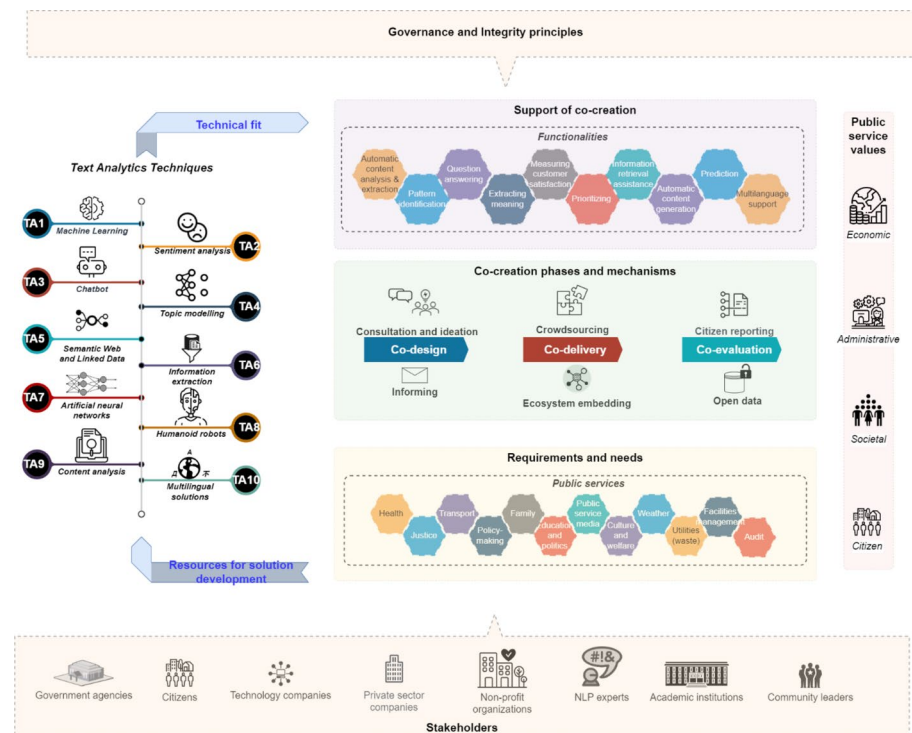 Governance and Integrity principles
Technical fit
Text Analytics Techniques
TA1
Machine Learning
TA2
Sentiment analysis
TA3
Chatbot
TA4
Topic modelling
TA5
Semantic Web
and Linked Data
TA6
Information
extraction
TA7
Artificial neural
networks
TA8
Humanoid robots
TA9
Content analysis
A
Д
不
TA10
Multilingual
solutions
Resources for solution
development
Support of co-creation
Functionalities
Automatic
content
analysis &
extraction
Pattern
identification
Question
answering
Extracting
meaning
Measuring
customer
satisfaction
Prioritizing
Information
retrieval
assistance
Automatic
content
generation
Prediction
Multilanguage
support
Co-creation phases and mechanisms
Consultation and ideation
Co-design
Informing
Crowdsourcing
Co-delivery
Ecosystem embedding
Citizen reporting
Co-evaluation
Open data
Requirements and needs
Public services
Health
Justice
Transport
Policy-
making
Family
ducation
and
politics
Public
service
media
Culture
and
welfare
Weather
Utilities
(waste)
Facilities
management
Audit
Public
service
values
Economic
Administrative
Societal
Citizen
Government agencies
Citizens
Technology companies
Private sector
companies
Non-profit
organizations
#!&
NLP experts
Academic institutions
Community leaders
Stakeholders